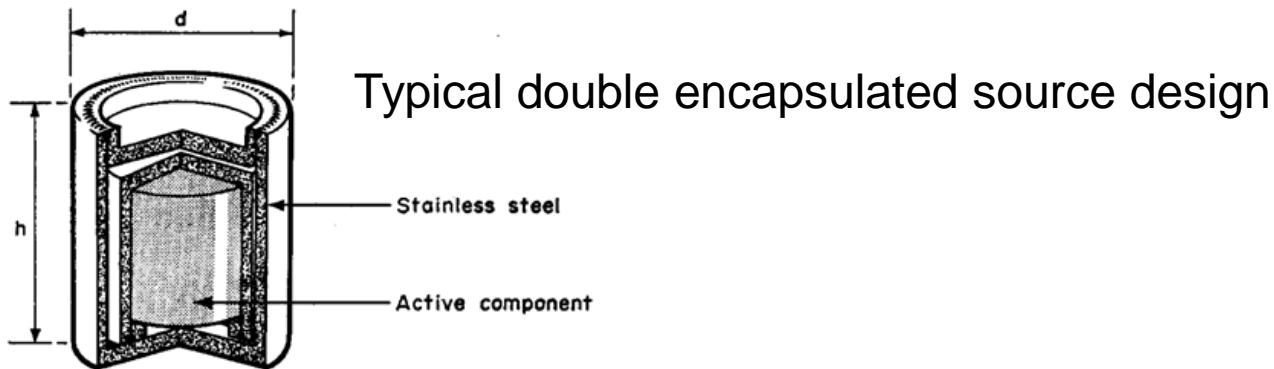 d
Typical double encapsulated source design
h
Stainless steel
Active component